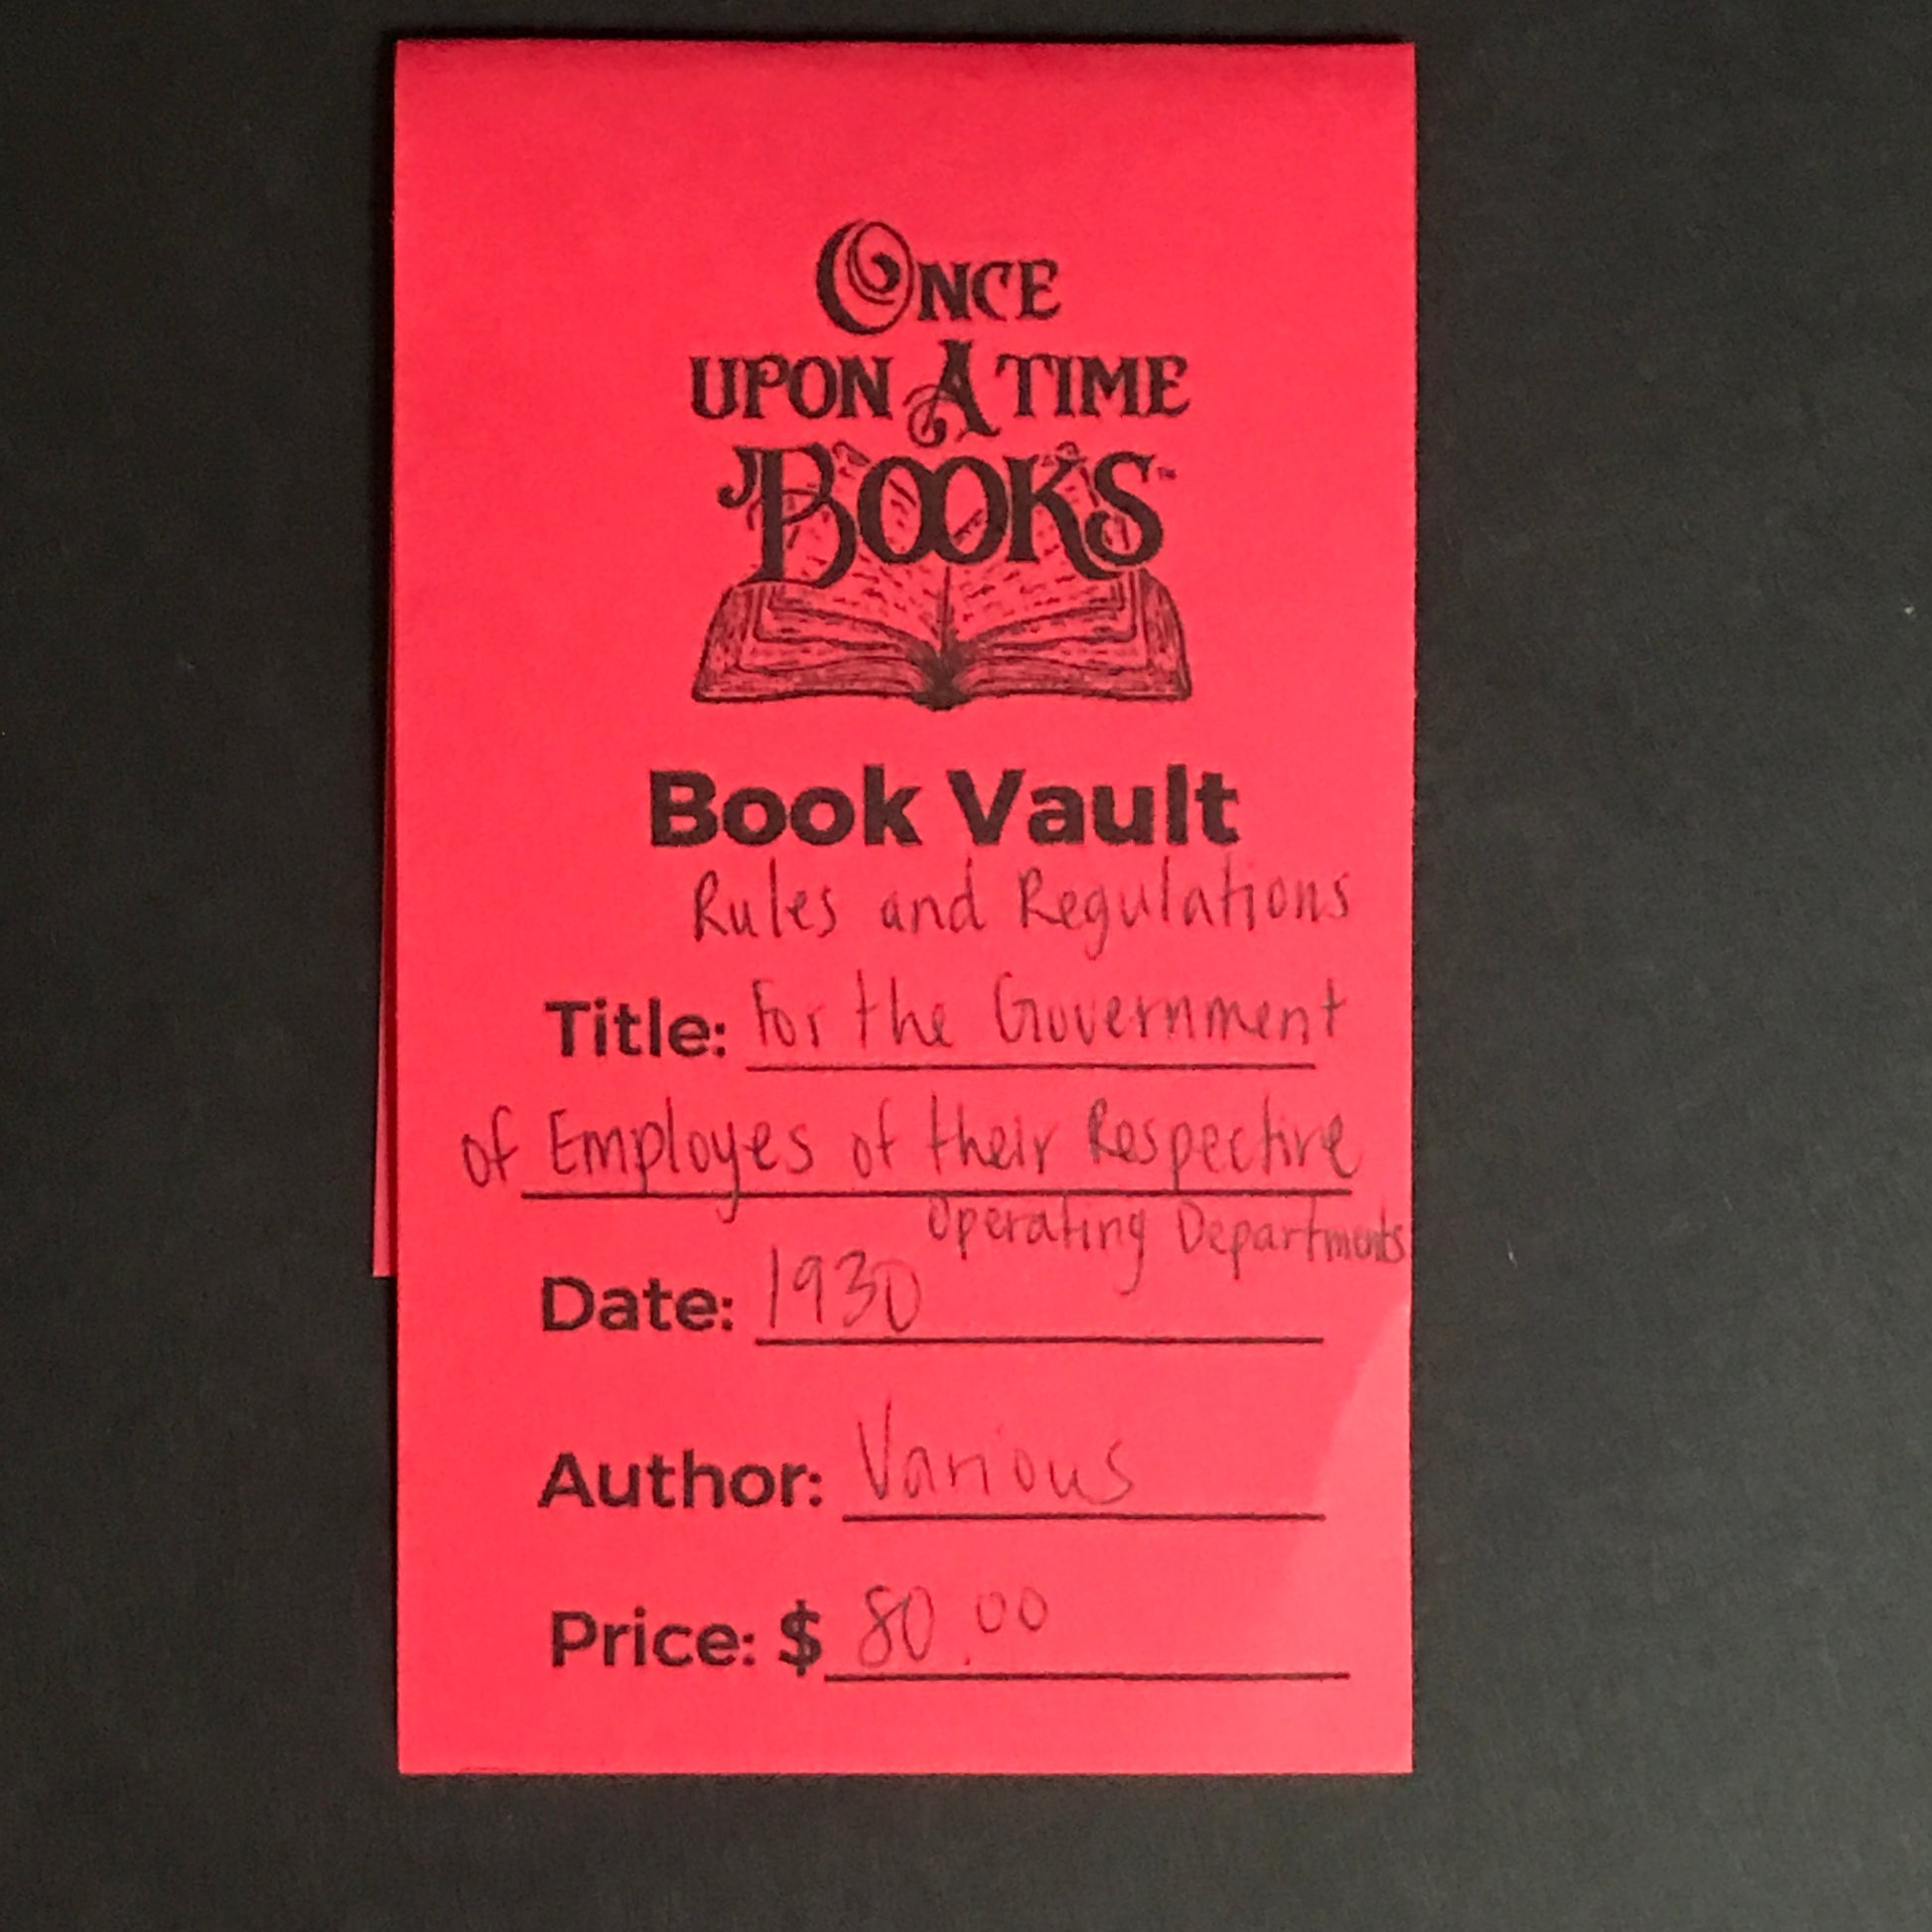 ONCE
UPON A TIME
BOOKS™
Book Vault
Rules and Regulations
Title: For the Government
of Employes of their Respective
Operating Departments
Date: 1930
Author: Various
Price: $ 80.00